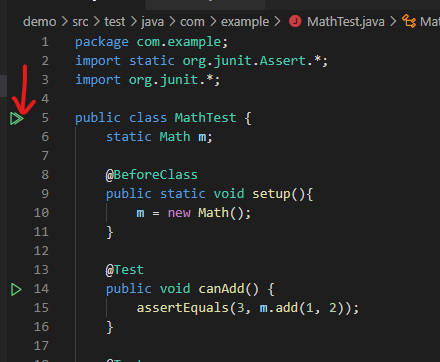 demo > src > test > java > com > example > J MathTest.java > Ma
1 package com.example;
2 import static org.junit.Assert.*;
3 import org.junit.*;
4
5 public class MathTest {
6     static Math m;
7
8     @BeforeClass
9     public static void setup(){
10         m = new Math();
11     }
12
13     @Test
14     public void canAdd() {
15         assertEquals(3, m.add(1, 2));
16     }
17